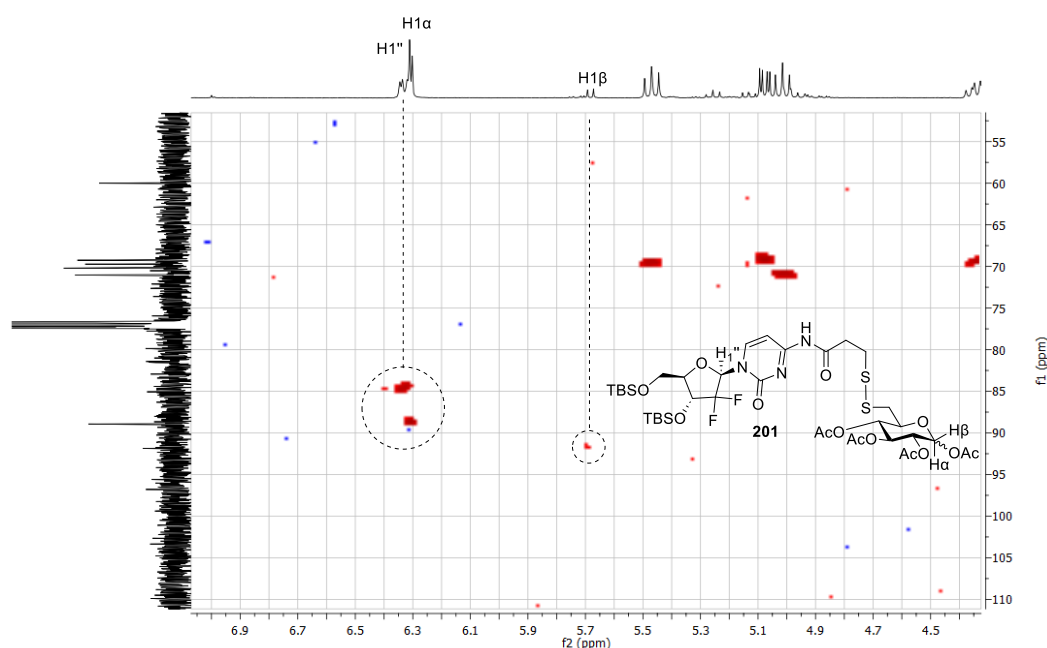 H1α
H1"
H1β
55
60
65
70
75
80
85
90
95
100
105
110
f1 (ppm)
6.9
6.7
6.5
6.3
6.1
5.9
5.7
5.5
5.3
5.1
4.9
4.7
4.5
f2 (ppm)
H
N
O
H1"
O
N
N
O
TBSO
TBSO
F
F
S
S
201
O
Hβ
AcO
AcO
AcO
OAc
Hα